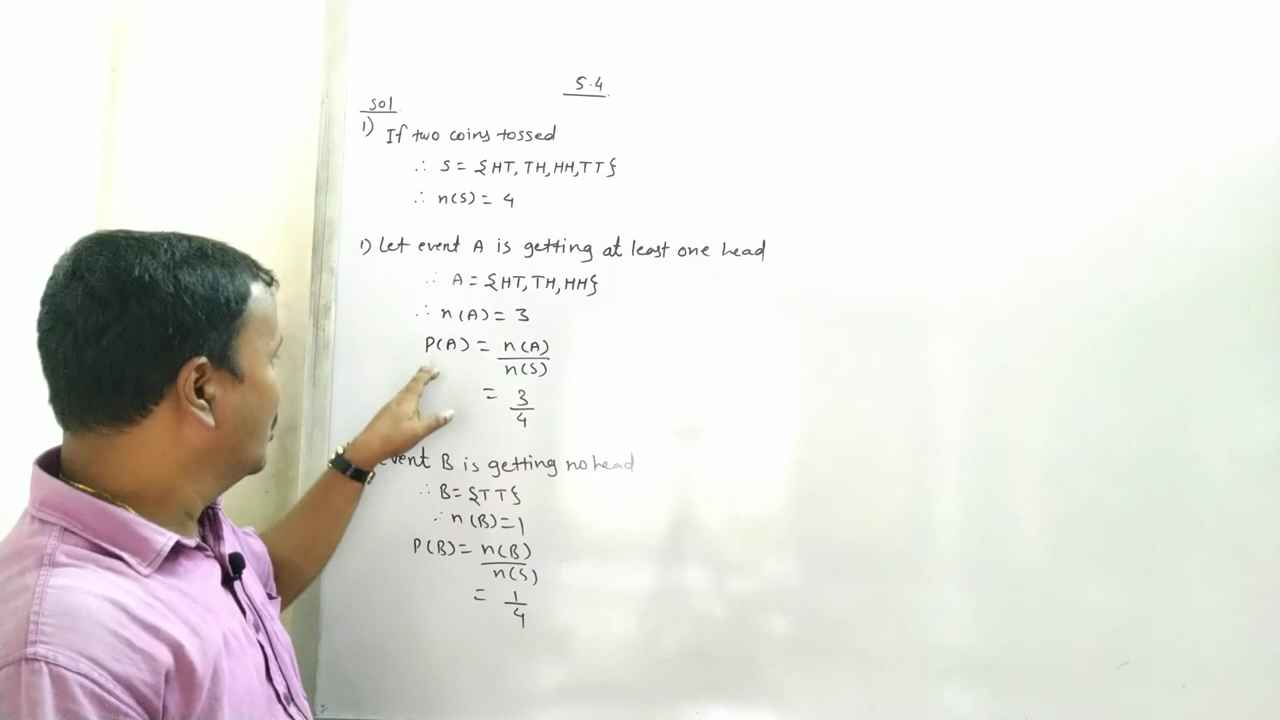 5.4
Sol.
1) If two coins tossed
∴ S = {HT, TH, HH, TT}
∴ n(S) = 4
1) Let event A is getting at least one head
∴ A = {HT, TH, HH}
∴ n(A) = 3
P(A) = n(A)/n(S)
= 3/4
event B is getting no head
∴ B = {TT}
∴ n(B) = 1
P(B) = n(B)/n(S)
= 1/4